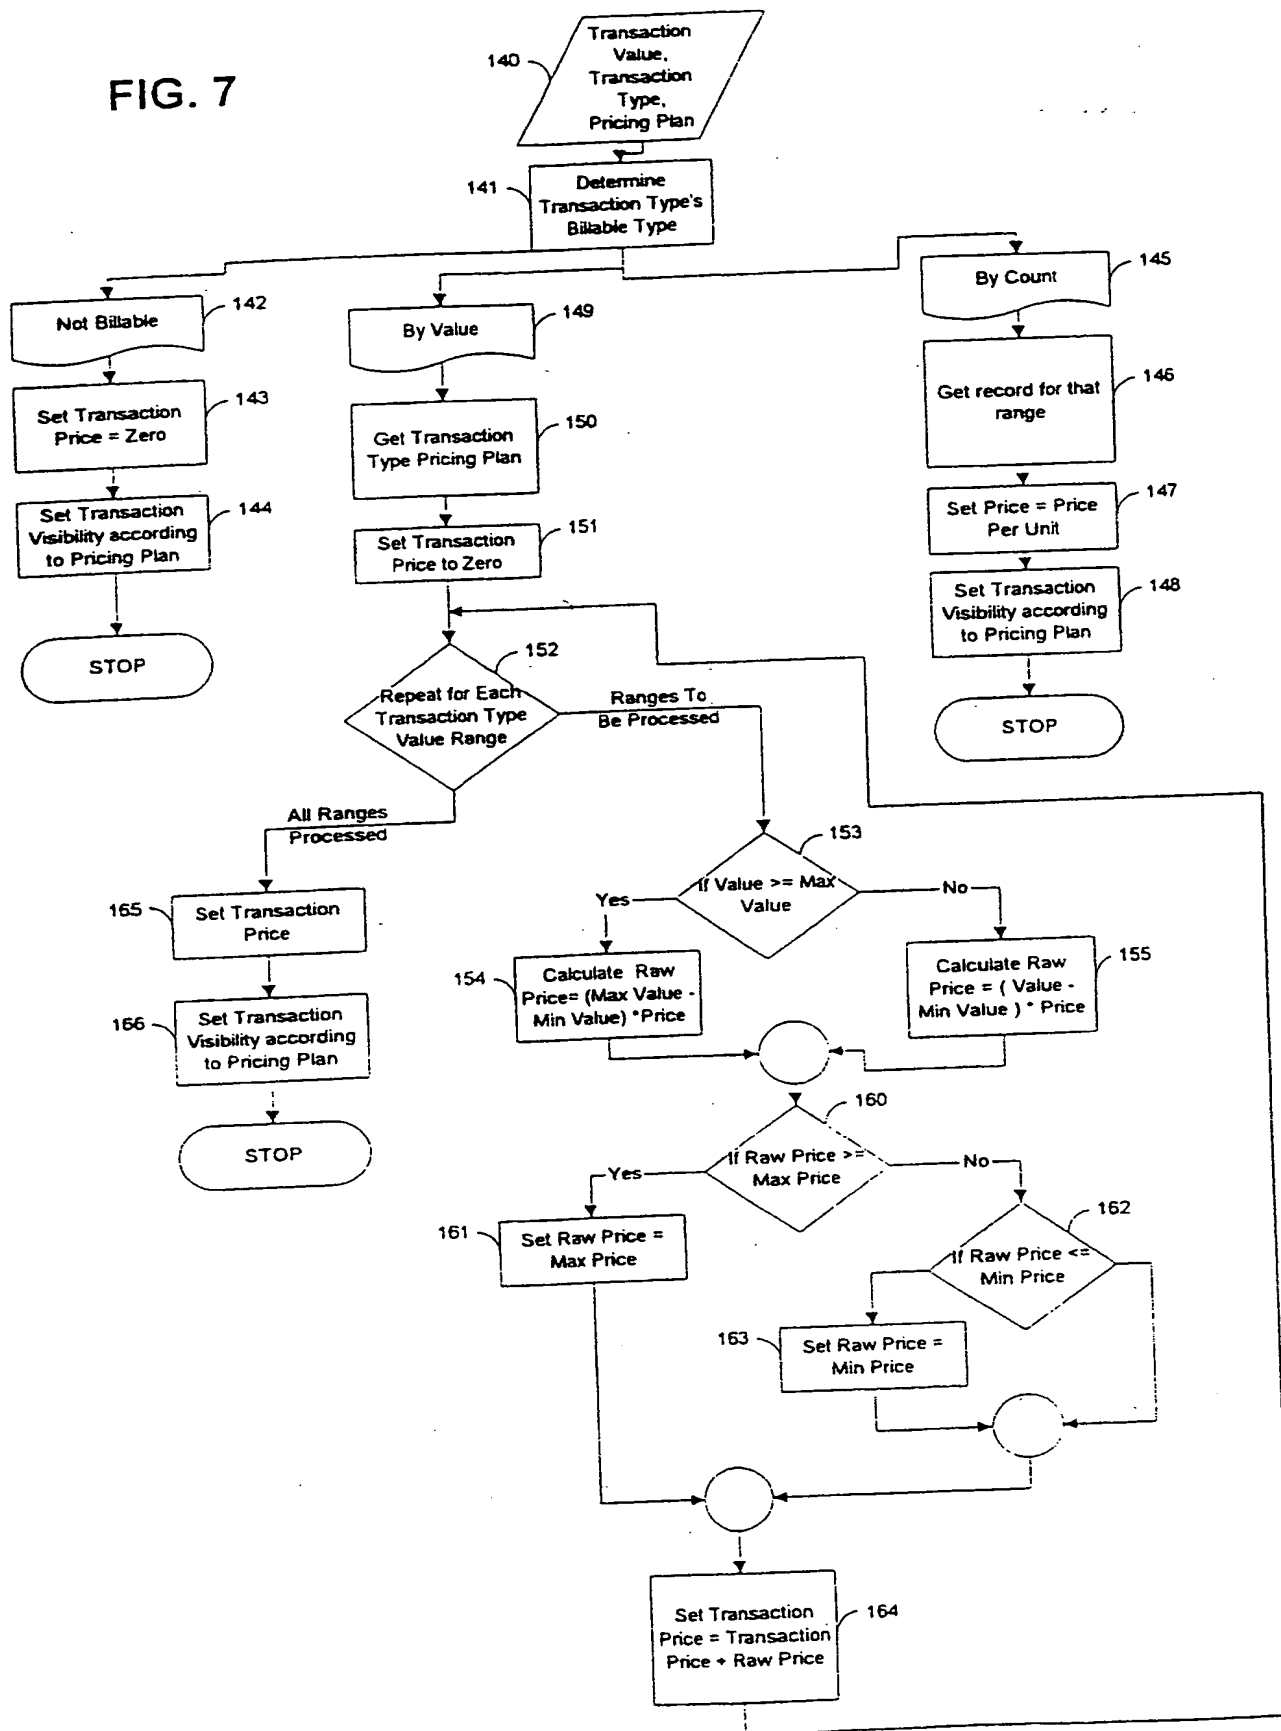 FIG. 7
140
Transaction
Value,
Transaction
Type,
Pricing Plan
141
Determine
Transaction Type's
Billable Type
142
Not Billable
149
By Value
145
By Count
143
Set Transaction
Price = Zero
150
Get Transaction
Type Pricing Plan
146
Get record for that
range
144
Set Transaction
Visibility according
to Pricing Plan
151
Set Transaction
Price to Zero
147
Set Price = Price
Per Unit
148
Set Transaction
Visibility according
to Pricing Plan
STOP
STOP
152
Repeat for Each
Transaction Type
Value Range
Ranges To
Be Processed
All Ranges
Processed
153
If Value >= Max
Value
Yes
No
165
Set Transaction
Price
154
Calculate Raw
Price= (Max Value -
Min Value) *Price
155
Calculate Raw
Price = ( Value -
Min Value ) * Price
166
Set Transaction
Visibility according
to Pricing Plan
STOP
160
If Raw Price >=
Max Price
Yes
No
161
Set Raw Price =
Max Price
162
If Raw Price <=
Min Price
163
Set Raw Price =
Min Price
164
Set Transaction
Price = Transaction
Price + Raw Price